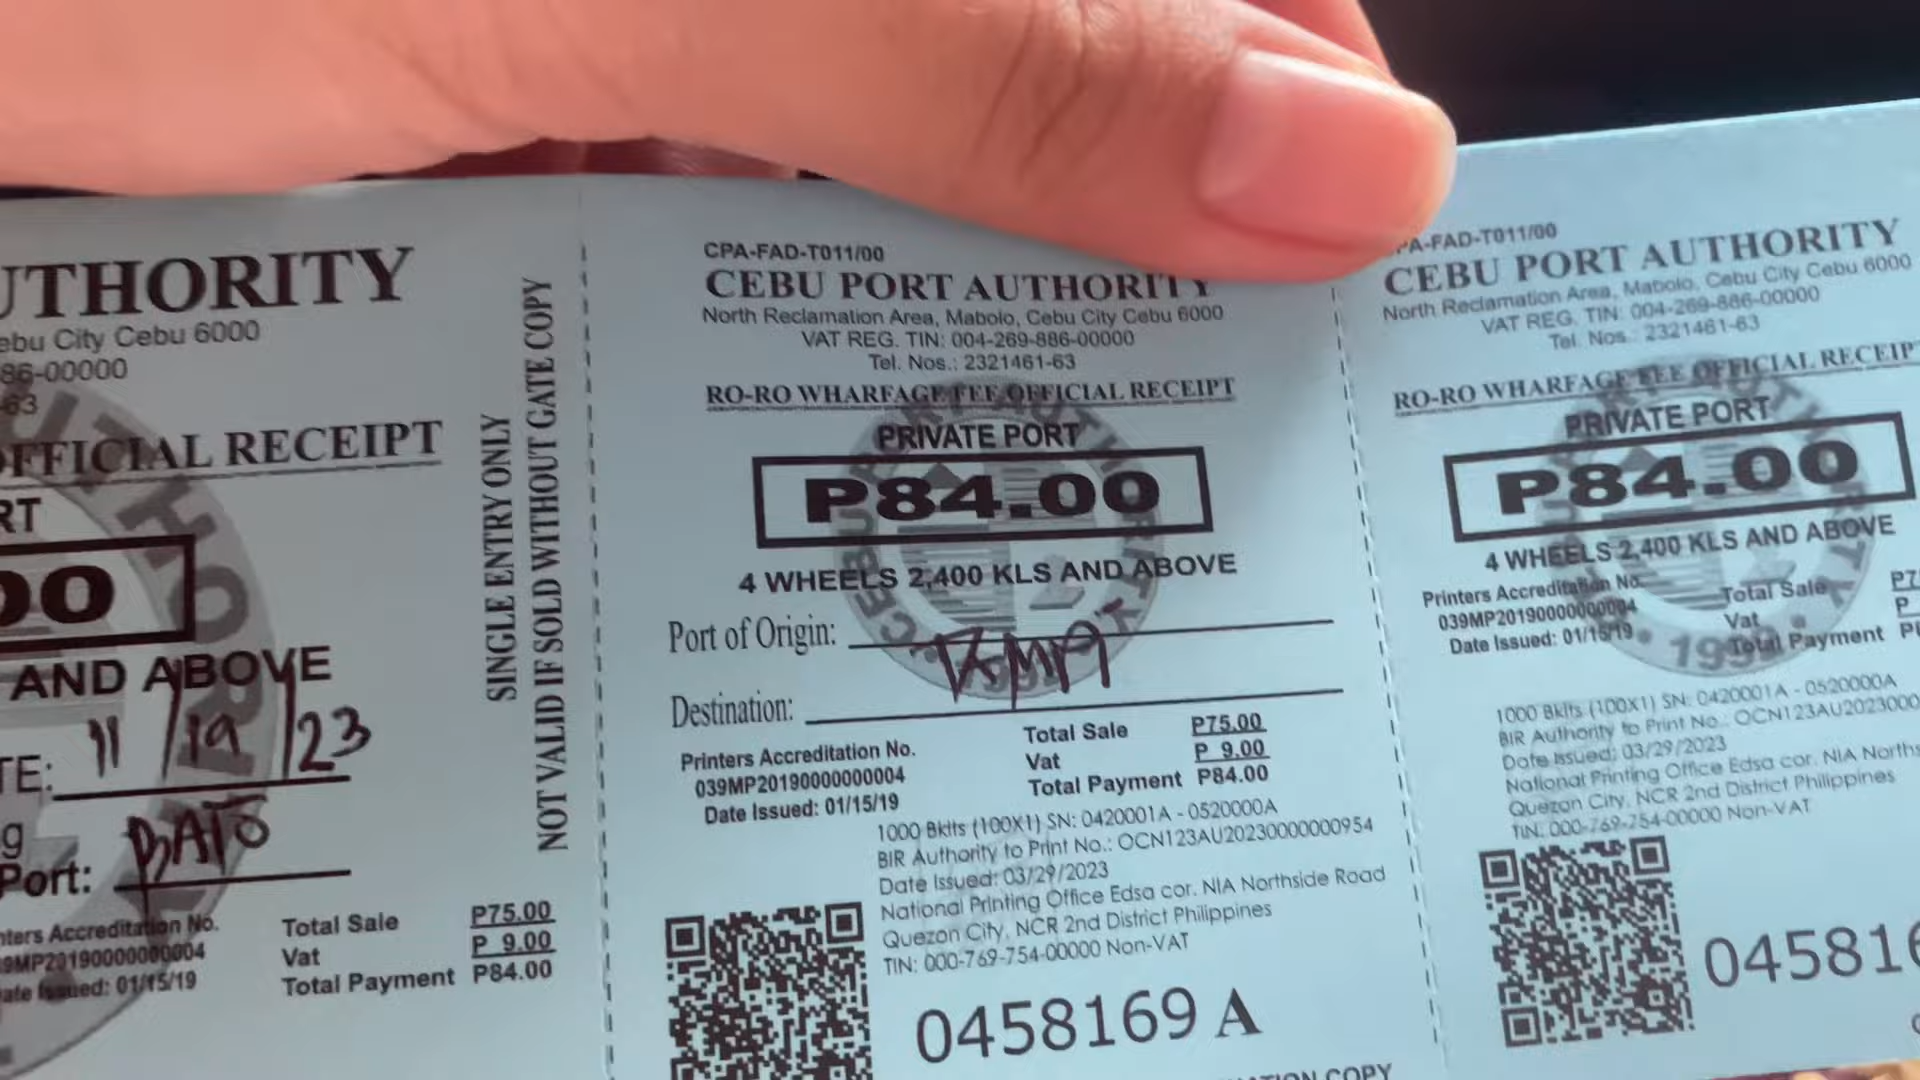 UTHORITY
ebu City Cebu 6000
86-00000
-63
OFFICIAL RECEIPT
RT
00
AND ABOVE
TE: 11/19/23
g
Port: BATO
nters Accreditation No.
9MP20190000000004
ate Issued: 01/15/19
Total Sale P75.00
Vat P 9.00
Total Payment P84.00
SINGLE ENTRY ONLY
NOT VALID IF SOLD WITHOUT GATE COPY
CPA-FAD-T011/00
CEBU PORT AUTHORITY
North Reclamation Area, Mabolo, Cebu City Cebu 6000
VAT REG. TIN: 004-269-886-00000
Tel. Nos.: 2321461-63
RO-RO WHARFAGE FEE OFFICIAL RECEIPT
PRIVATE PORT
P84.00
4 WHEELS 2,400 KLS AND ABOVE
Port of Origin:
Destination:
Printers Accreditation No.
039MP20190000000004
Date Issued: 01/15/19
Total Sale P75.00
Vat P 9.00
Total Payment P84.00
1000 Bklts (100X1) SN: 0420001A - 0520000A
BIR Authority to Print No.: OCN123AU20230000000954
Date Issued: 03/29/2023
National Printing Office Edsa cor. NIA Northside Road
Quezon City, NCR 2nd District Philippines
TIN: 000-769-754-00000 Non-VAT
0458169 A
TION COPY
PA-FAD-T011/00
CEBU PORT AUTHORITY
North Reclamation Area, Mabolo, Cebu City Cebu 6000
VAT REG. TIN: 004-269-886-00000
Tel. Nos.: 2321461-63
RO-RO WHARFAGE FEE OFFICIAL RECEIP
PRIVATE PORT
P84.00
4 WHEELS 2,400 KLS AND ABOVE
Printers Accreditation No.
039MP20190000000004
Date Issued: 01/15/19
Total Sale P7
Vat P
Total Payment P
1000 Bklts (100X1) SN: 0420001A - 0520000A
BIR Authority to Print No.: OCN123AU2023000
Date Issued: 03/29/2023
National Printing Office Edsa cor. NIA Norths
Quezon City, NCR 2nd District Philippines
TIN: 000-769-754-00000 Non-VAT
045816